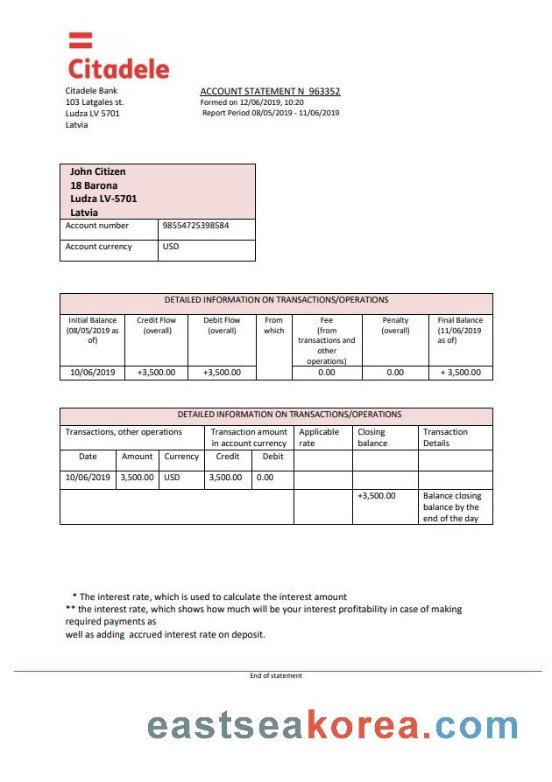 Citadele
Citadele Bank
103 Latgales st.
Ludza LV 5701
Latvia
ACCOUNT STATEMENT N 963352
Formed on 12/06/2019, 10:20
Report Period 08/05/2019 - 11/06/2019
John Citizen
18 Barona
Ludza LV-5701
Latvia
Account number 98554725398584
Account currency USD
DETAILED INFORMATION ON TRANSACTIONS/OPERATIONS
Initial Balance (08/05/2019 as of) Credit Flow (overall) Debit Flow (overall) From which Fee (from transactions and other operations) Penalty (overall) Final Balance (11/06/2019 as of)
10/06/2019 +3,500.00 +3,500.00 0.00 0.00 + 3,500.00
DETAILED INFORMATION ON TRANSACTIONS/OPERATIONS
Transactions, other operations Transaction amount in account currency Applicable rate Closing balance Transaction Details
Date Amount Currency Credit Debit
10/06/2019 3,500.00 USD 3,500.00 0.00
+3,500.00 Balance closing balance by the end of the day
* The interest rate, which is used to calculate the interest amount
** the interest rate, which shows how much will be your interest profitability in case of making
required payments as
well as adding accrued interest rate on deposit.
End of statement
eastseakorea.com